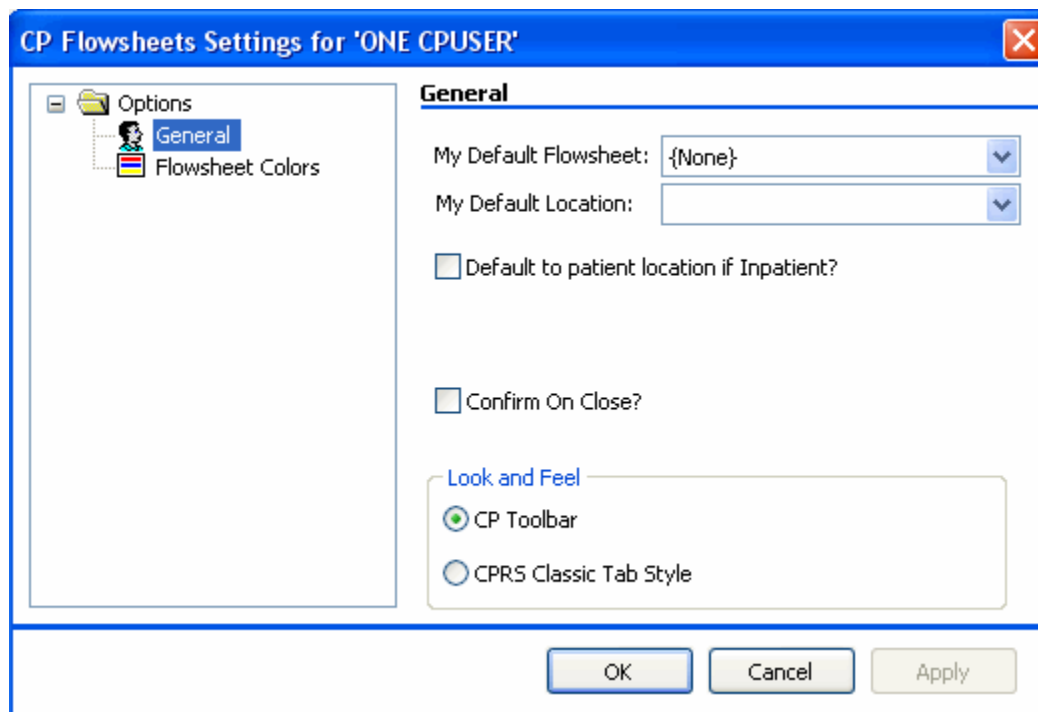 CP Flowsheets Settings for 'ONE CPUSER'
Options
General
Flowsheet Colors
General
My Default Flowsheet: {None}
My Default Location:
Default to patient location if Inpatient?
Confirm On Close?
Look and Feel
CP Toolbar
CPRS Classic Tab Style
OK Cancel Apply